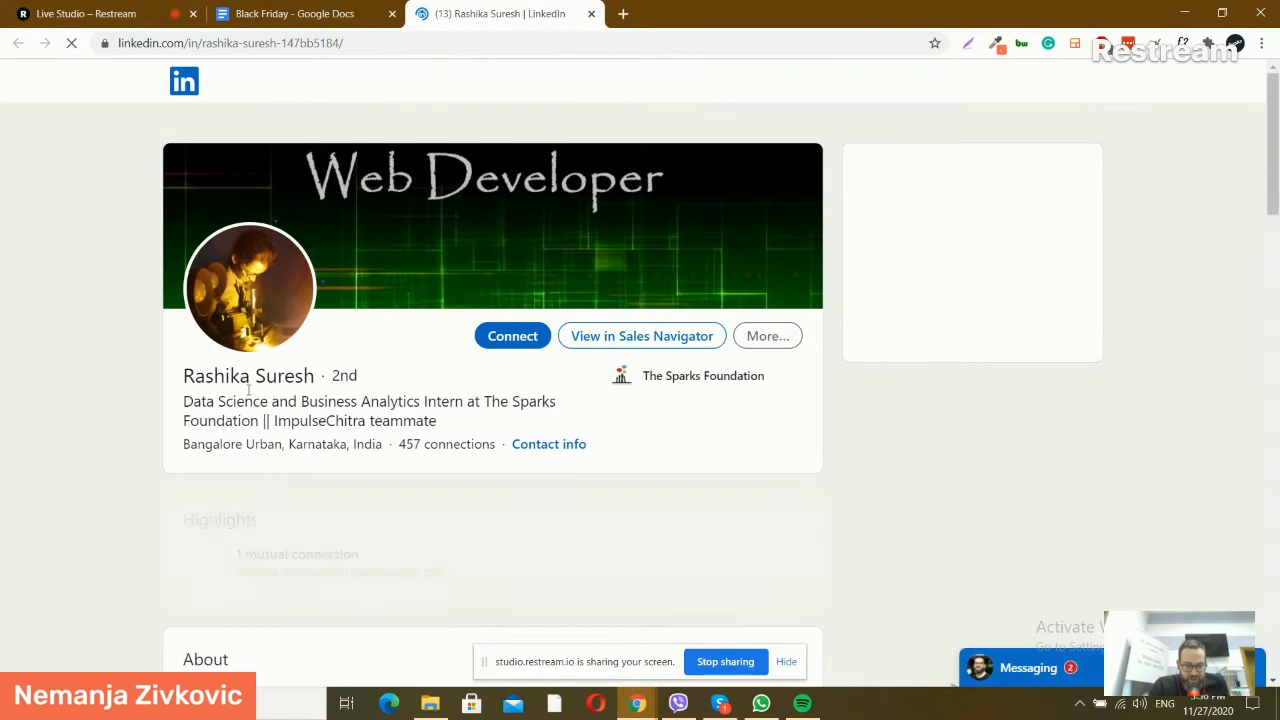 Live Studio – Restream
Black Friday - Google Docs
(13) Rashika Suresh | LinkedIn
linkedin.com/in/rashika-suresh-147bb5184/
Restream
in
Web Developer
Connect
View in Sales Navigator
More...
Rashika Suresh · 2nd
The Sparks Foundation
Data Science and Business Analytics Intern at The Sparks
Foundation || ImpulseChitra teammate
Bangalore Urban, Karnataka, India · 457 connections · Contact info
Highlights
1 mutual connection
About
studio.restream.io is sharing your screen.
Stop sharing
Hide
Activate
Go to
Messaging 2
Nemanja Zivkovic
ENG
11/27/2020